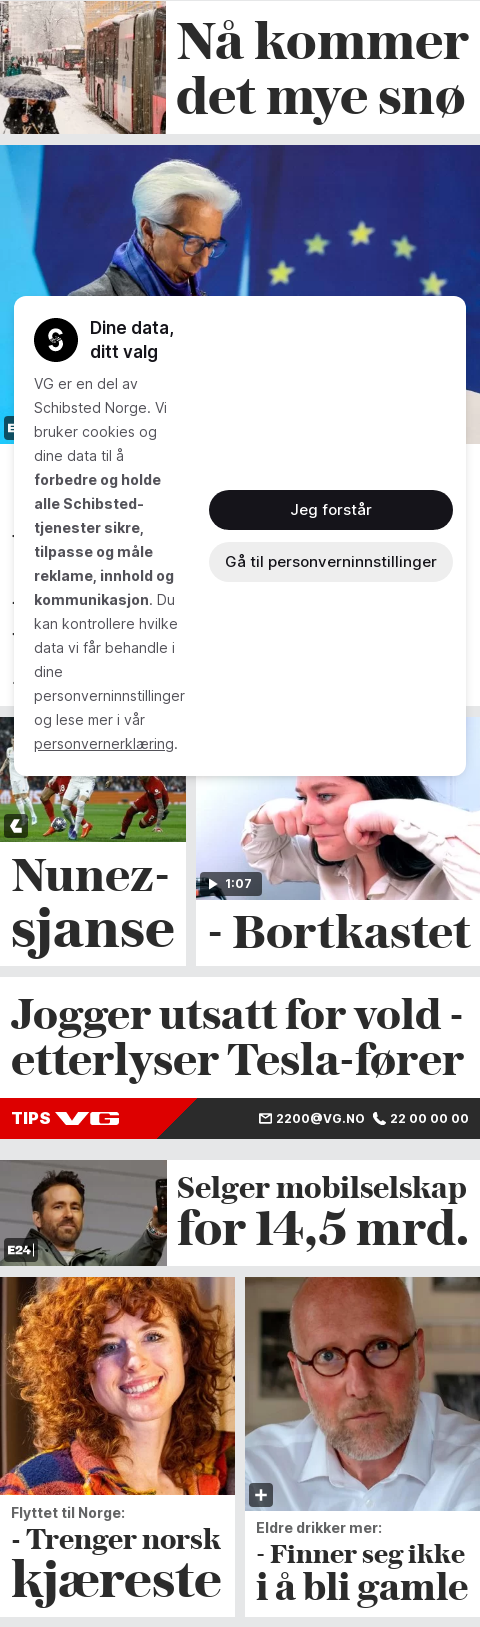 Nå kommer
det mye snø
Dine data,
ditt valg
VG er en del av
Schibsted Norge. Vi
bruker cookies og
dine data til å
forbedre og holde
alle Schibsted-
tjenester sikre,
tilpasse og måle
reklame, innhold og
kommunikasjon. Du
kan kontrollere hvilke
data vi får behandle i
dine
personverninnstillinger
og lese mer i vår
personvernerklæring.
Jeg forstår
Gå til personverninnstillinger
Nunez-
sjanse
1:07
- Bortkastet
Jogger utsatt for vold -
etterlyser Tesla-fører
TIPS VG 2200@VG.NO 22 00 00 00
E24
Selger mobilselskap
for 14,5 mrd.
Flyttet til Norge:
- Trenger norsk
kjæreste
Eldre drikker mer:
- Finner seg ikke
i å bli gamle